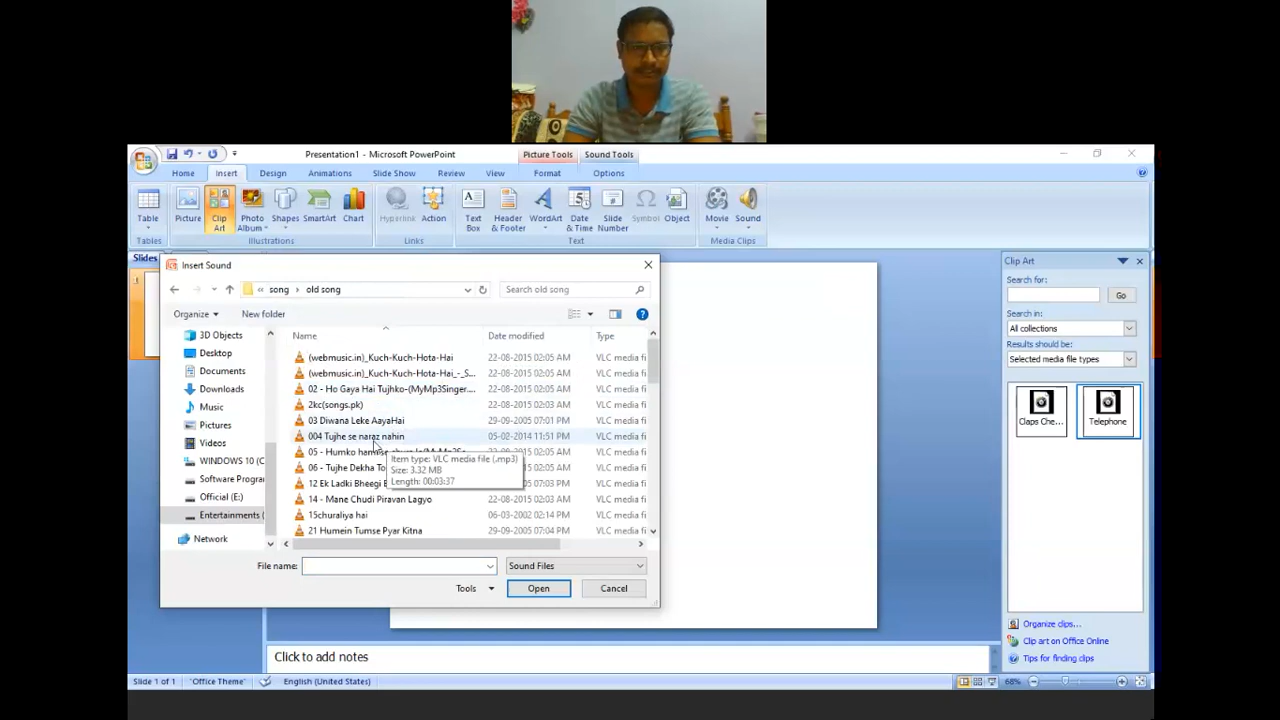 Presentation1 - Microsoft PowerPoint
Picture Tools
Sound Tools
Home
Insert
Design
Animations
Slide Show
Review
View
Format
Options
Table
Picture
Clip Art
Photo Album
Shapes
SmartArt
Chart
Hyperlink
Action
Text Box
Header & Footer
WordArt
Date & Time
Slide Number
Symbol
Object
Movie
Sound
Tables
Illustrations
Links
Text
Media Clips
Slides
Insert Sound
song › old song
Search old song
Organize
New folder
3D Objects
Desktop
Documents
Downloads
Music
Pictures
Videos
WINDOWS 10 (C
Software Progra
Official (E:)
Entertainments (
Network
Name Date modified Type
(webmusic.in)_Kuch-Kuch-Hota-Hai 22-08-2015 02:05 AM VLC media fi
(webmusic.in)_Kuch-Kuch-Hota-Hai_-_S... 22-08-2015 02:05 AM VLC media fi
02 - Ho Gaya Hai Tujhko-(MyMp3Singer.... 22-08-2015 02:05 AM VLC media fi
2kc(songs.pk) 22-08-2015 02:03 AM VLC media fi
03 Diwana Leke AayaHai 29-09-2005 07:04 PM VLC media fi
004 Tujhe se naraz nahin 05-02-2014 11:51 PM VLC media fi
05 - Humko 02:05 AM VLC media fi
06 - Tujhe Dekha To AM VLC media fi
12 Ek Ladki Bheegi AM VLC media fi
14 - Mane Chudi Piravan Lagyo 22-08-2015 02:03 AM VLC media fi
15churaliya hai 06-03-2002 02:14 PM VLC media fi
21 Humein Tumse Pyar Kitna 29-09-2005 07:04 PM VLC media fi
Item type: VLC media file (.mp3)
Size: 3.32 MB
Length: 00:03:37
File name:
Sound Files
Tools
Open
Cancel
Clip Art
Search for:
Go
Search in:
All collections
Results should be:
Selected media file types
Claps Che...
Telephone
Organize clips...
Clip art on Office Online
Tips for finding clips
Click to add notes
Slide 1 of 1
"Office Theme"
English (United States)
68%